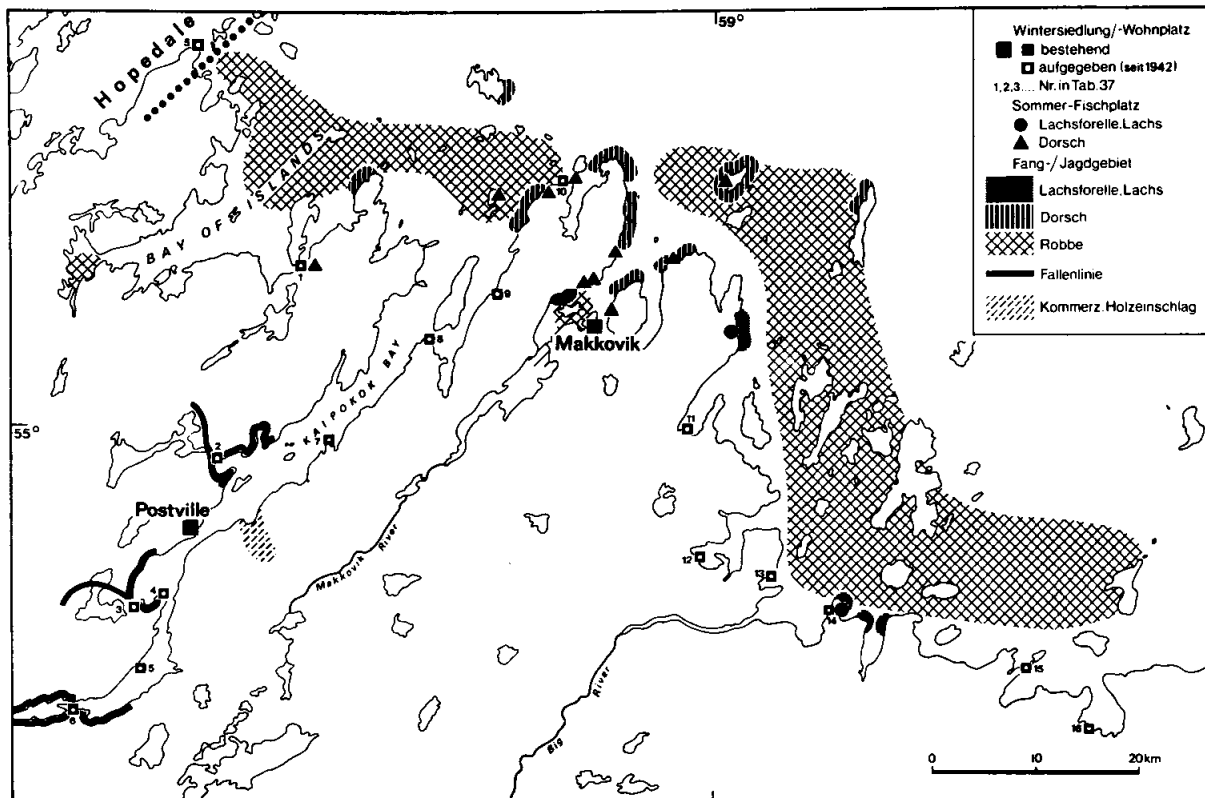 59°
Hopedale
5
BAY OF ISLANDS
10
1
9
Makkovik
8
KAIPOKOK BAY
55°
7
2
11
Postville
Makkovik River
12
13
4
3
14
5
Big River
15
6
16
0 10 20km
Wintersiedlung/-Wohnplatz
bestehend
aufgegeben (seit 1942)
1,2,3.... Nr. in Tab. 37
Sommer-Fischplatz
Lachsforelle, Lachs
Dorsch
Fang-/Jagdgebiet
Lachsforelle, Lachs
Dorsch
Robbe
Fallenlinie
Kommerz. Holzeinschlag